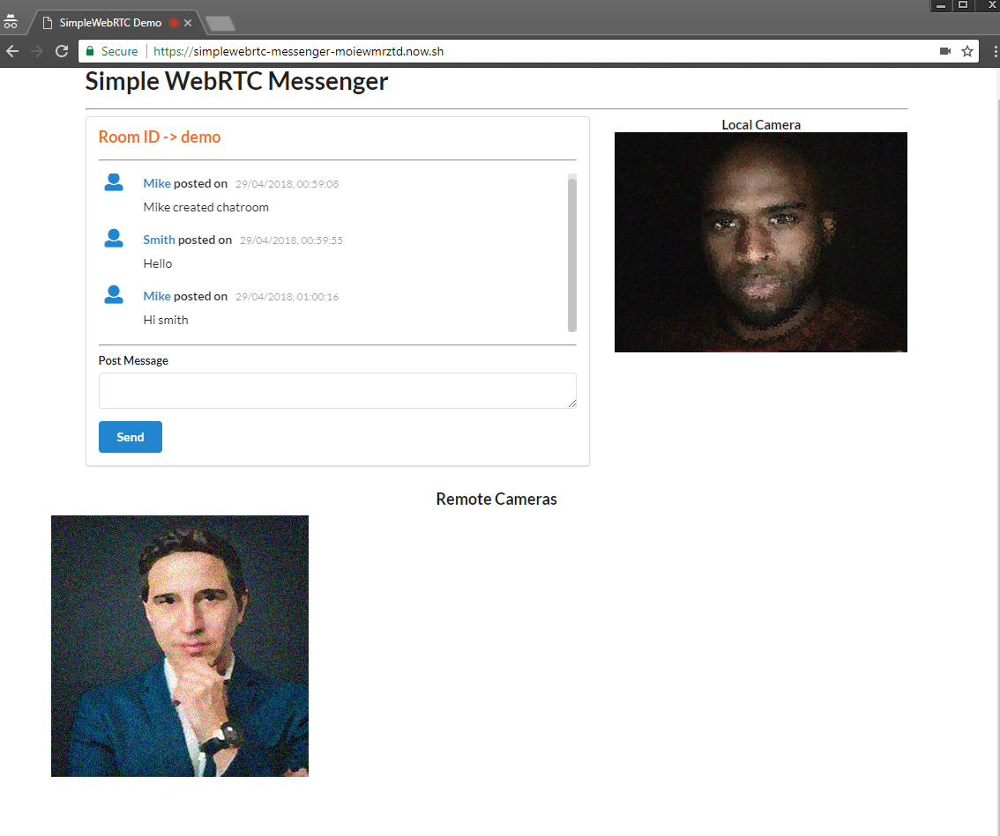 SimpleWebRTC Demo
Secure https://simplewebrtc-messenger-moiewmrztd.now.sh
Simple WebRTC Messenger
Room ID -> demo
Mike posted on 29/04/2018, 00:59:08
Mike created chatroom
Smith posted on 29/04/2018, 00:59:55
Hello
Mike posted on 29/04/2018, 01:00:16
Hi smith
Post Message
Send
Local Camera
Remote Cameras